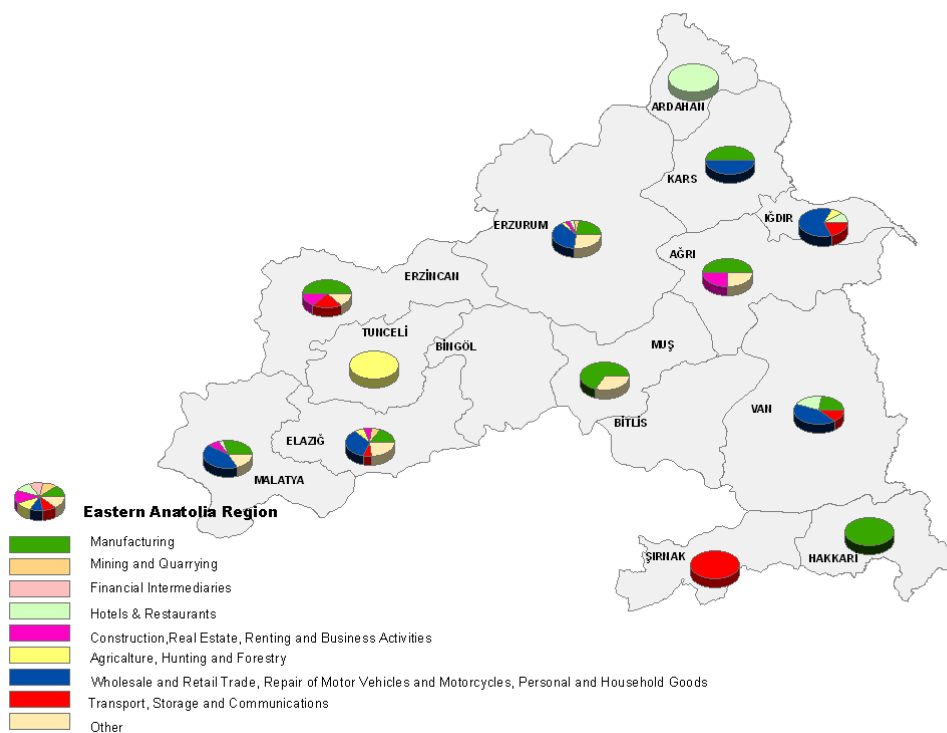 ARDAHAN
KARS
IĞDIR
ERZURUM
AĞRI
ERZİNCAN
TUNCELİ
BİNGÖL
MUŞ
VAN
BİTLİS
ELAZIĞ
MALATYA
ŞIRNAK
HAKKARİ
Eastern Anatolia Region
Manufacturing
Mining and Quarrying
Financial Intermediaries
Hotels & Restaurants
Construction,Real Estate, Renting and Business Activities
Agriculture, Hunting and Forestry
Wholesale and Retail Trade, Repair of Motor Vehicles and Motorcycles, Personal and Household Goods
Transport, Storage and Communications
Other